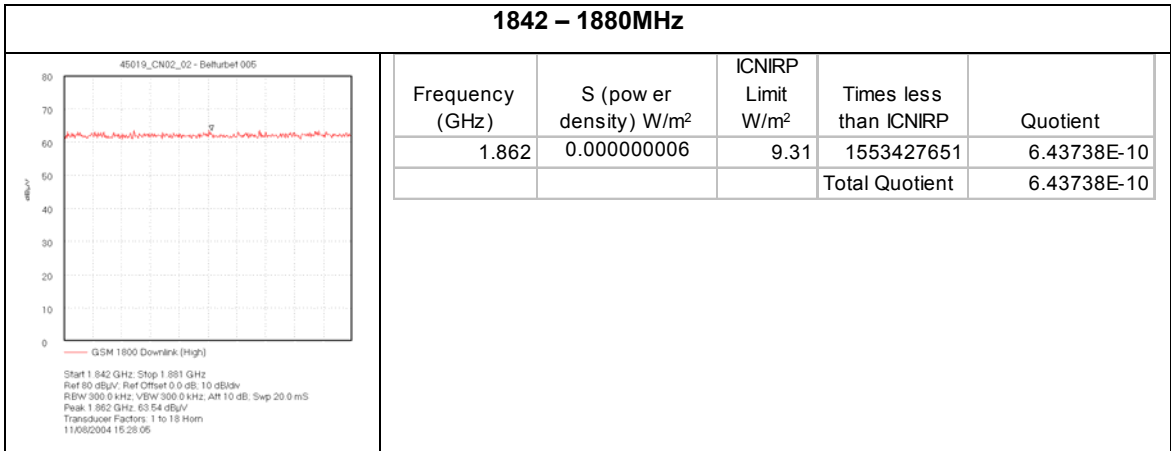 1842 – 1880MHz
45019_CN02_02 - Belturbet 005
80
70
60
50
40
30
20
10
0
dBµV
GSM 1800 Downlink (High)
Start 1.842 GHz; Stop 1.881 GHz
Ref 80 dBµV; Ref Offset 0.0 dB; 10 dB/div
RBW 300.0 kHz; VBW 300.0 kHz; Att 10 dB; Swp 20.0 mS
Peak 1.862 GHz, 63.54 dBµV
Transducer Factors: 1 to 18 Horn
11/08/2004 15:28:05
Frequency (GHz) S (pow er density) W/m² ICNIRP Limit W/m² Times less than ICNIRP Quotient
1.862 0.000000006 9.31 1553427651 6.43738E-10
Total Quotient 6.43738E-10